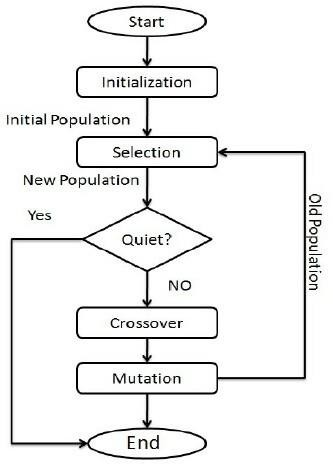 Start
Initialization
Initial Population
Selection
New Population
Yes
Quiet?
Old Population
NO
Crossover
Mutation
End